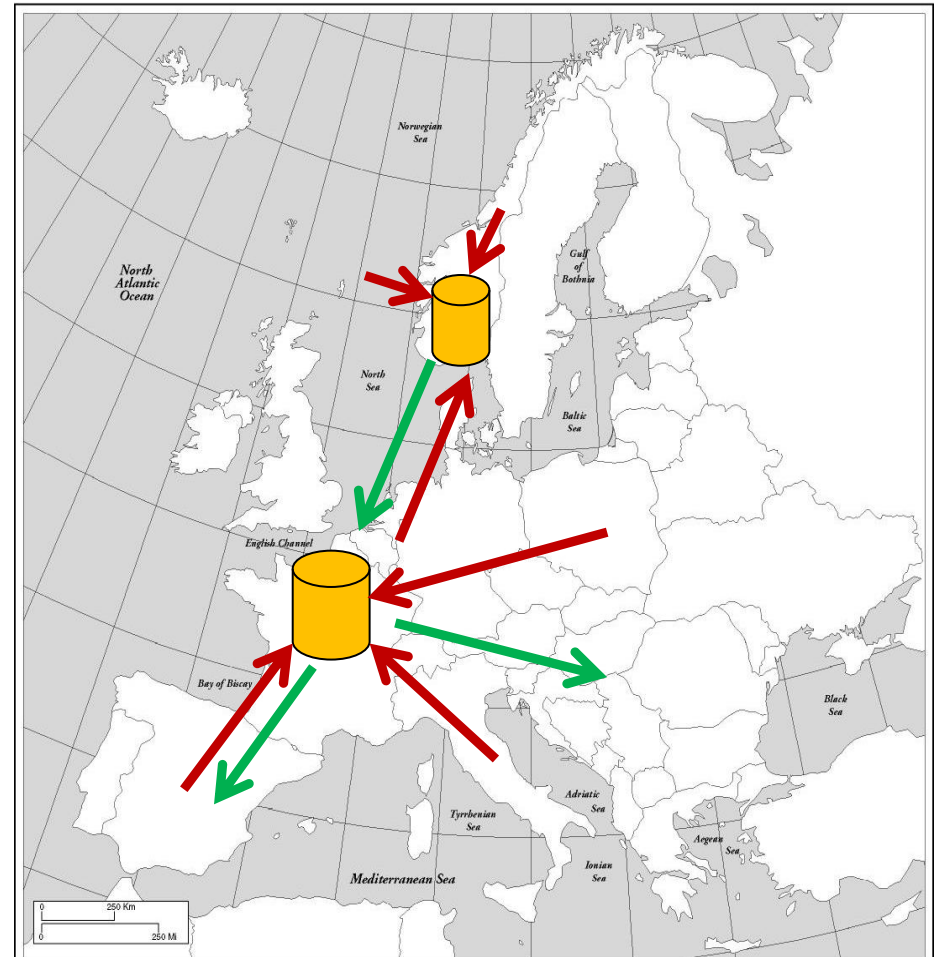 Norwegian
Sea
North
Atlantic
Ocean
Gulf
of
Bothnia
North
Sea
Baltic
Sea
English Channel
Bay of Biscay
Black
Sea
Adriatic
Sea
Tyrrhenian
Sea
Aegean
Sea
Ionian
Sea
Mediterranean Sea
0 250 Km
0 250 Mi